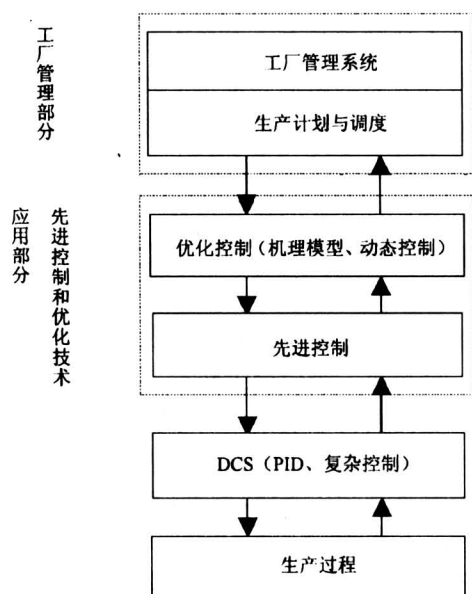 工厂管理部分
工厂管理系统
生产计划与调度
先进控制和优化技术
应用部分
优化控制(机理模型、动态控制)
先进控制
DCS(PID、复杂控制)
生产过程